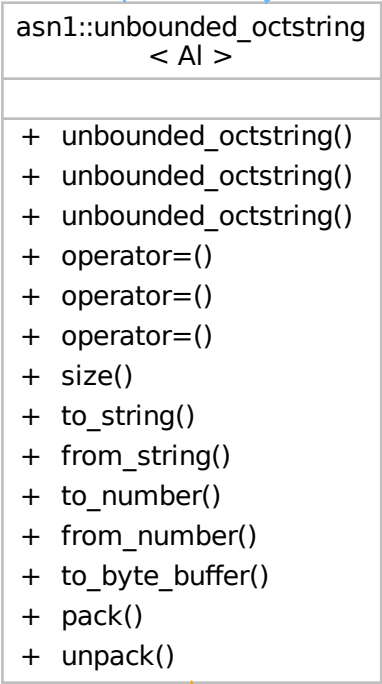 asn1::unbounded_octstring
< Al >
+ unbounded_octstring()
+ unbounded_octstring()
+ unbounded_octstring()
+ operator=()
+ operator=()
+ operator=()
+ size()
+ to_string()
+ from_string()
+ to_number()
+ from_number()
+ to_byte_buffer()
+ pack()
+ unpack()